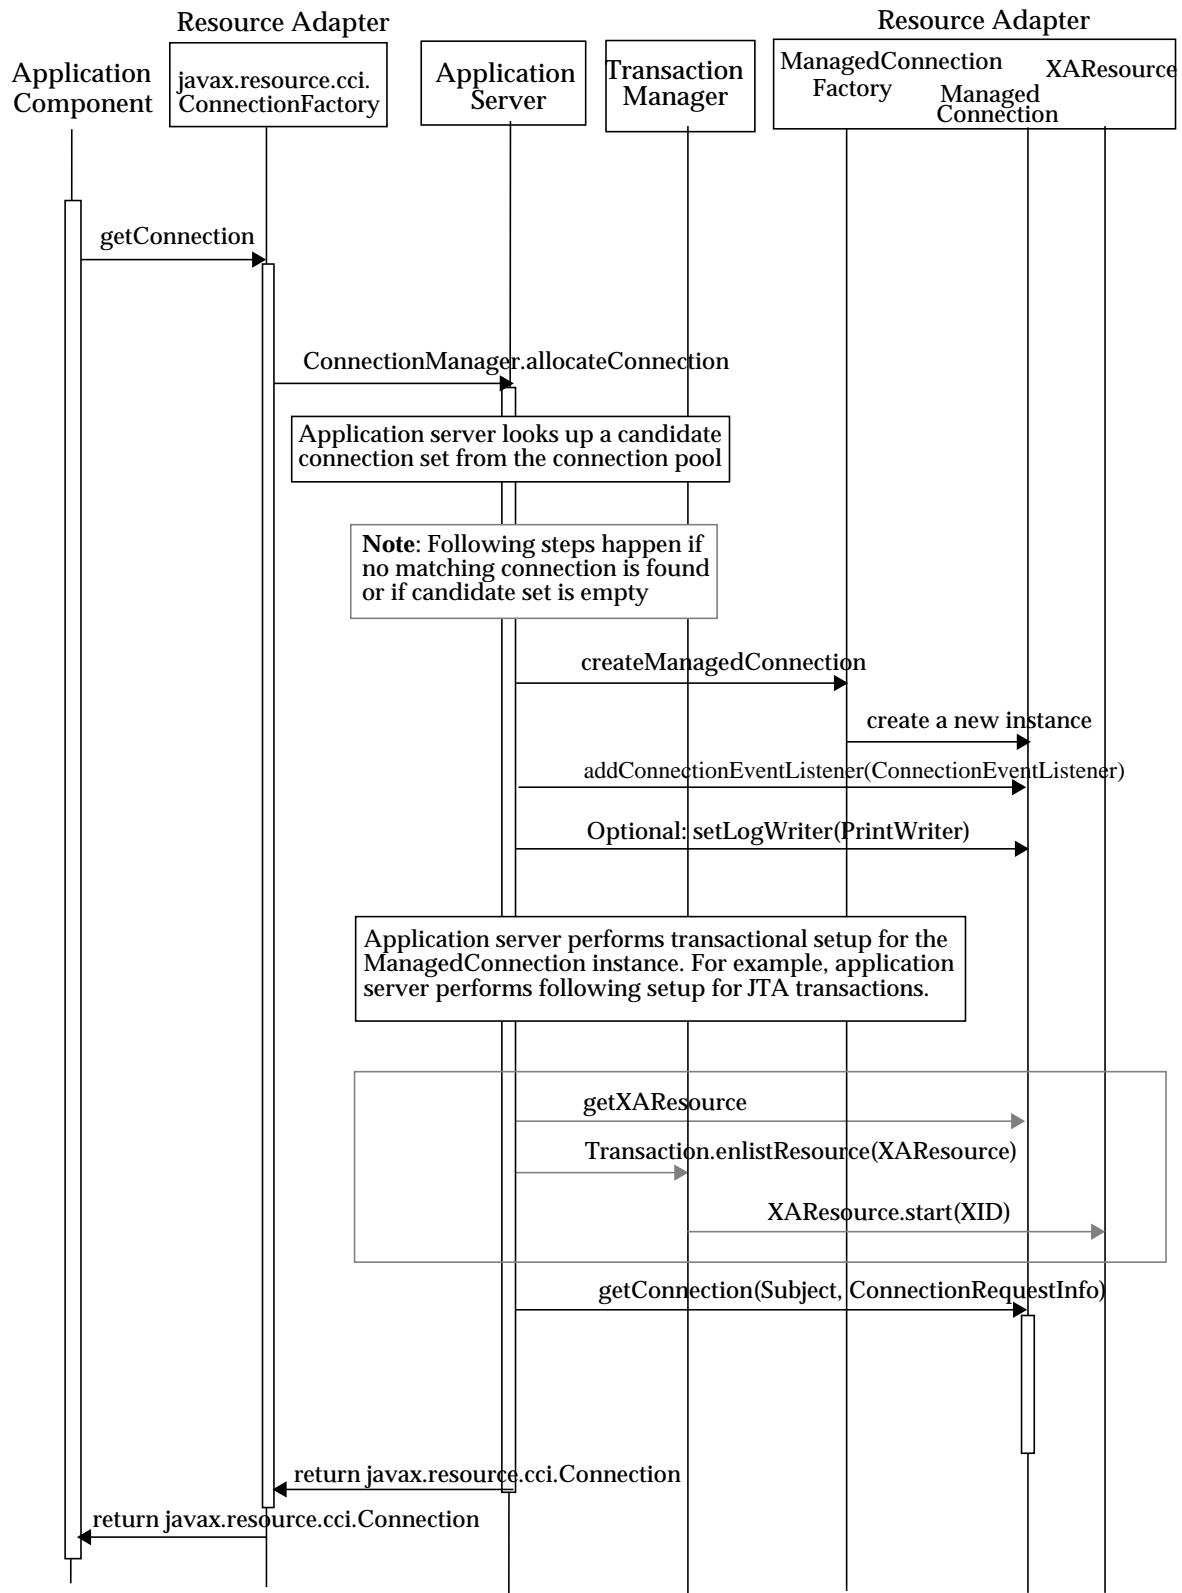 Resource Adapter
Resource Adapter
Application
Component
javax.resource.cci.
ConnectionFactory
Application
Server
Transaction
Manager
ManagedConnection
Factory
Managed
Connection
XAResource
getConnection
ConnectionManager.allocateConnection
Application server looks up a candidate
connection set from the connection pool
Note: Following steps happen if
no matching connection is found
or if candidate set is empty
createManagedConnection
create a new instance
addConnectionEventListener(ConnectionEventListener)
Optional: setLogWriter(PrintWriter)
Application server performs transactional setup for the
ManagedConnection instance. For example, application
server performs following setup for JTA transactions.
getXAResource
Transaction.enlistResource(XAResource)
XAResource.start(XID)
getConnection(Subject, ConnectionRequestInfo)
return javax.resource.cci.Connection
return javax.resource.cci.Connection